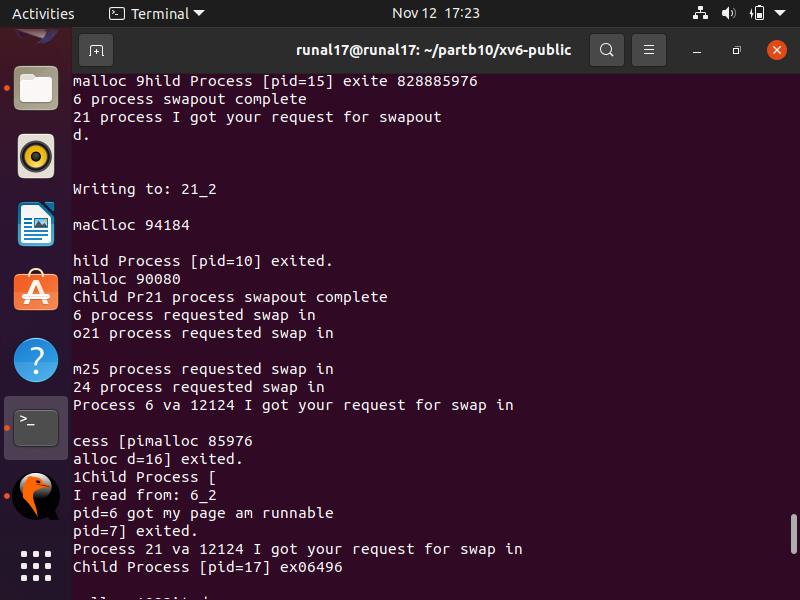 Activities
Terminal
Nov 12 17:23
runal17@runal17: ~/partb10/xv6-public
malloc 9hild Process [pid=15] exite 828885976
6 process swapout complete
21 process I got your request for swapout
d.
Writing to: 21_2
maClloc 94184
hild Process [pid=10] exited.
malloc 90080
Child Pr21 process swapout complete
6 process requested swap in
o21 process requested swap in
m25 process requested swap in
24 process requested swap in
Process 6 va 12124 I got your request for swap in
cess [pimalloc 85976
alloc d=16] exited.
1Child Process [
I read from: 6_2
pid=6 got my page am runnable
pid=7] exited.
Process 21 va 12124 I got your request for swap in
Child Process [pid=17] ex06496